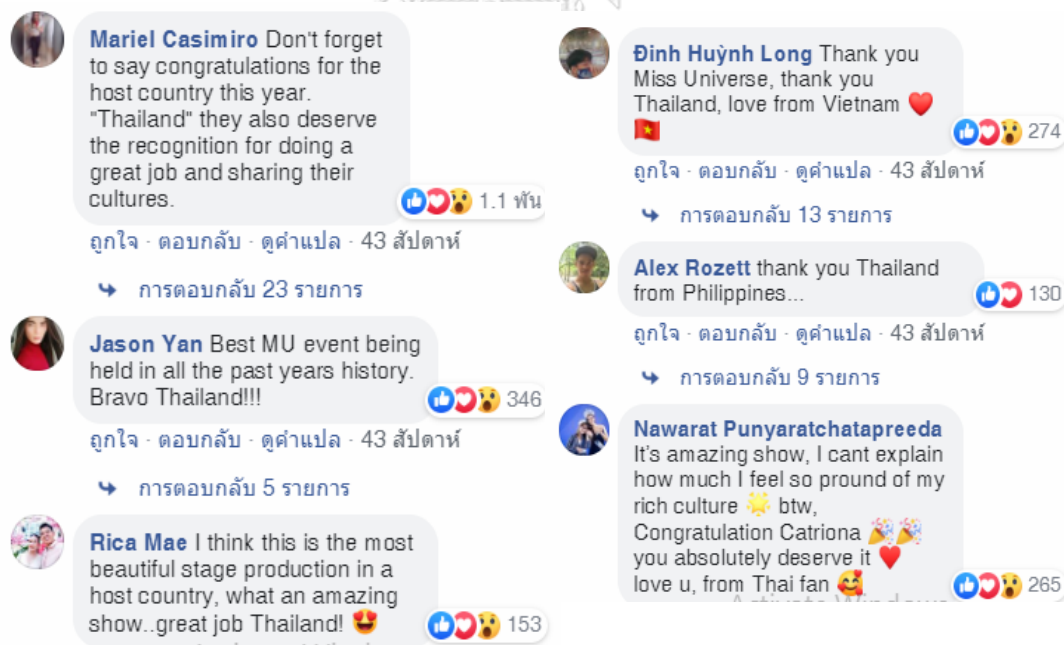 Mariel Casimiro Don't forget
to say congratulations for the
host country this year.
"Thailand" they also deserve
the recognition for doing a
great job and sharing their
cultures.
1.1 พัน
ถูกใจ · ตอบกลับ · ดูคำแปล · 43 สัปดาห์
การตอบกลับ 23 รายการ
Jason Yan Best MU event being
held in all the past years history.
Bravo Thailand!!!
346
ถูกใจ · ตอบกลับ · ดูคำแปล · 43 สัปดาห์
การตอบกลับ 5 รายการ
Rica Mae I think this is the most
beautiful stage production in a
host country, what an amazing
show..great job Thailand! 😍
153
Đinh Huỳnh Long Thank you
Miss Universe, thank you
Thailand, love from Vietnam ♥️
🇻🇳
274
ถูกใจ · ตอบกลับ · ดูคำแปล · 43 สัปดาห์
การตอบกลับ 13 รายการ
Alex Rozett thank you Thailand
from Philippines...
130
ถูกใจ · ตอบกลับ · ดูคำแปล · 43 สัปดาห์
การตอบกลับ 9 รายการ
Nawarat Punyaratchatapreeda
It's amazing show, I cant explain
how much I feel so pround of my
rich culture 🌟 btw,
Congratulation Catriona 🎉🎉
you absolutely deserve it ♥️
love u, from Thai fan 🥰
265